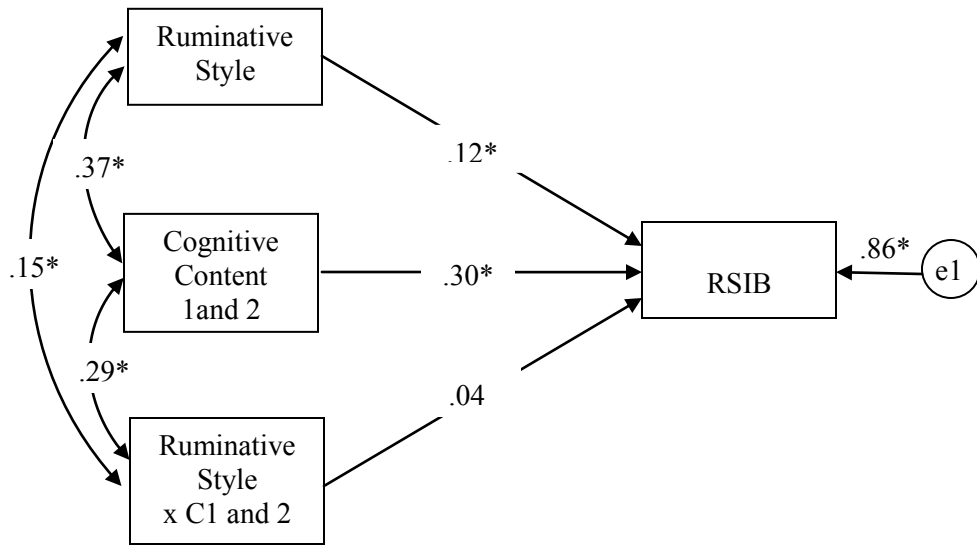 Ruminative
Style
.37*
.12*
.15*
Cognitive
Content
1and 2
.30*
RSIB
.86*
e1
.29*
.04
Ruminative
Style
x C1 and 2